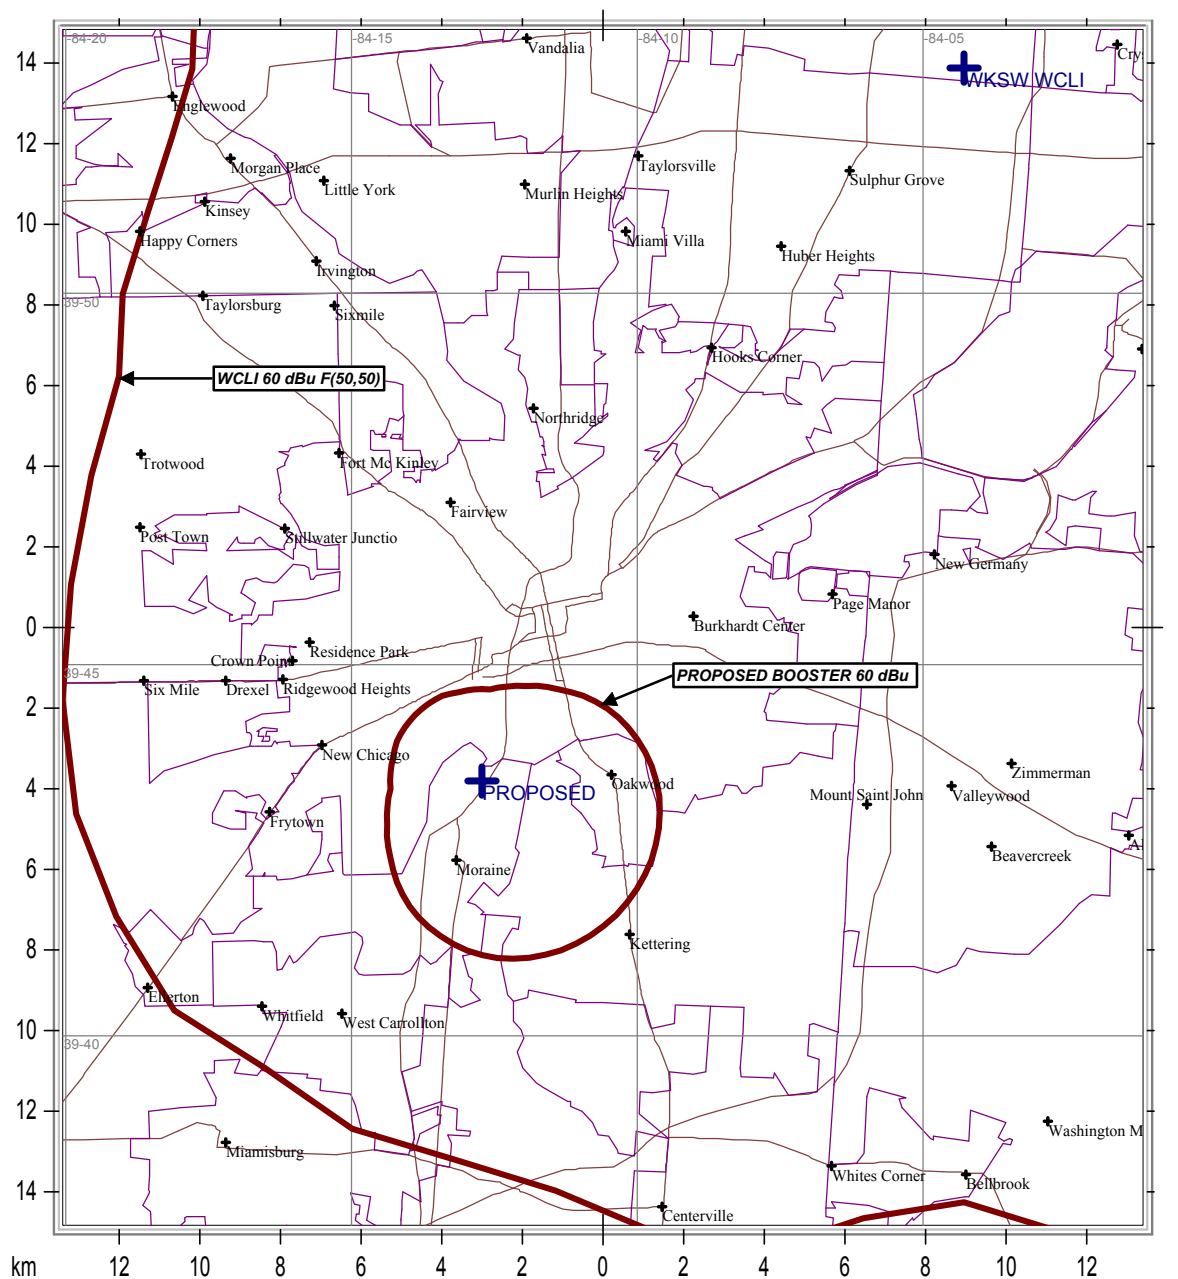 -84-20
-84-15
-84-10
-84-05
Vandalia
14
WKSW WCLI
Englewood
12
Morgan Place
Taylorsville
Little York
Murlin Heights
Sulphur Grove
Kinsey
10
Happy Corners
Miami Villa
Huber Heights
Irvington
39-50
Taylorsburg
8
Sixmile
Hooks Corner
6
WCLI 60 dBu F(50,50)
Northridge
4
Trotwood
Fort Mc Kinley
Fairview
2
Post Town
Stillwater Junctio
New Germany
Page Manor
0
Burkhardt Center
Residence Park
Crown Point
39-45
Six Mile
Drexel
Ridgewood Heights
PROPOSED BOOSTER 60 dBu
2
New Chicago
Zimmerman
4
PROPOSED
Oakwood
Mount Saint John
Valleywood
Frytown
Beavercreek
6
Moraine
8
Kettering
Ellerton
Whitfield
West Carrollton
10
39-40
12
Washington M
Miamisburg
14
Whites Corner
Bellbrook
Centerville
km
12
10
8
6
4
2
0
2
4
6
8
10
12